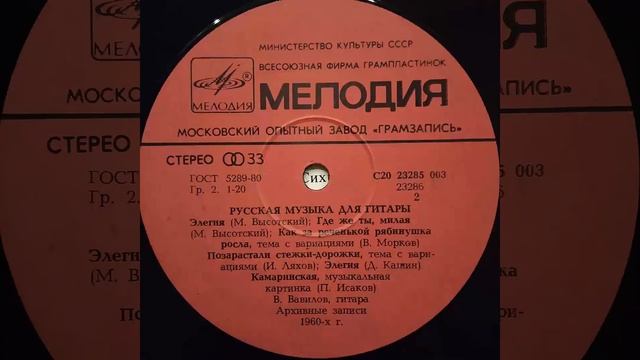 МИНИСТЕРСТВО КУЛЬТУРЫ СССР
ВСЕСОЮЗНАЯ ФИРМА ГРАМПЛАСТИНОК
МЕЛОДИЯ ®
МЕЛОДИЯ
МОСКОВСКИЙ ОПЫТНЫЙ ЗАВОД «ГРАМЗАПИСЬ»
СТЕРЕО 33
ГОСТ 5289-80
Гр. 2. 1-20
Сих
С20 23285 003
23286
2
РУССКАЯ МУЗЫКА ДЛЯ ГИТАРЫ
Элегия (М. Высотский); Где же ты, милая
(М. Высотский); Как за реченькой рябинушка
росла, тема с вариациями (В. Морков)
Позарастали стежки-дорожки, тема с вари-
ациями (И. Ляхов); Элегия (Д. Кашин)
Камаринская, музыкальная
картинка (П. Исаков)
В. Вавилов, гитара
Архивные записи
1960-х г.